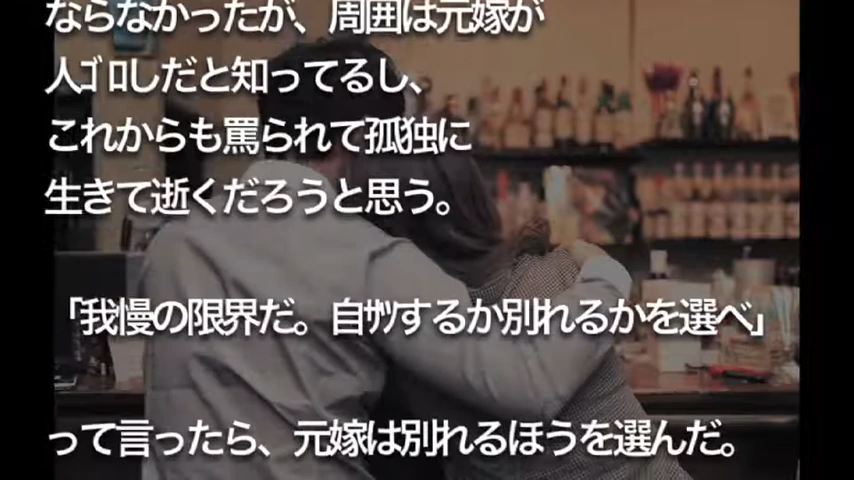 ならなかったが、周囲は元嫁が
人ゴロしだと知ってるし、
これからも罵られて孤独に
生きて逝くだろうと思う。
「我慢の限界だ。自サツするか別れるかを選べ」
って言ったら、元嫁は別れるほうを選んだ。